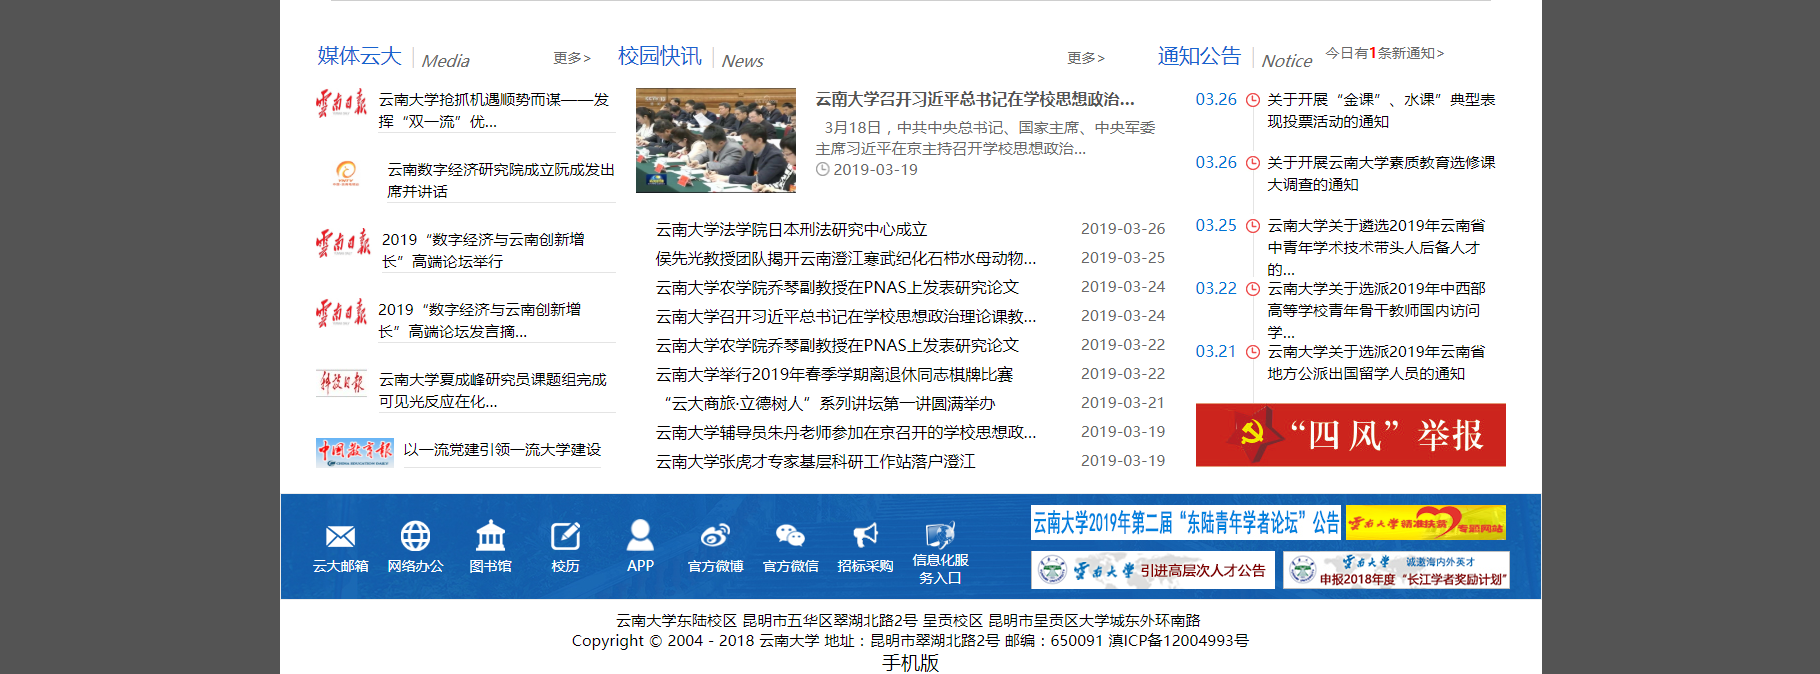 媒体云大 Media 更多>
云南日报 云南大学抢抓机遇顺势而谋——发
挥“双一流”优...
云南数字经济研究院成立阮成发出
席并讲话
云南日报 2019“数字经济与云南创新增
长”高端论坛举行
云南日报 2019“数字经济与云南创新增
长”高端论坛发言摘...
科技日报 云南大学夏成峰研究员课题组完成
可见光反应在化...
中国教育报 以一流党建引领一流大学建设
CHINA EDUCATION DAILY
校园快讯 News 更多>
云南大学召开习近平总书记在学校思想政治...
3月18日，中共中央总书记、国家主席、中央军委
主席习近平在京主持召开学校思想政治...
2019-03-19
云南大学法学院日本刑法研究中心成立 2019-03-26
侯先光教授团队揭开云南澄江寒武纪化石栉水母动物... 2019-03-25
云南大学农学院乔琴副教授在PNAS上发表研究论文 2019-03-24
云南大学召开习近平总书记在学校思想政治理论课教... 2019-03-24
云南大学农学院乔琴副教授在PNAS上发表研究论文 2019-03-22
云南大学举行2019年春季学期离退休同志棋牌比赛 2019-03-22
“云大商旅·立德树人”系列讲坛第一讲圆满举办 2019-03-21
云南大学辅导员朱丹老师参加在京召开的学校思想政... 2019-03-19
云南大学张虎才专家基层科研工作站落户澄江 2019-03-19
通知公告 Notice 今日有1条新通知>
03.26 关于开展“金课”、水课”典型表
现投票活动的通知
03.26 关于开展云南大学素质教育选修课
大调查的通知
03.25 云南大学关于遴选2019年云南省
中青年学术技术带头人后备人才
的...
03.22 云南大学关于选派2019年中西部
高等学校青年骨干教师国内访问
学...
03.21 云南大学关于选派2019年云南省
地方公派出国留学人员的通知
“四风”举报
云大邮箱 网络办公 图书馆 校历 APP 官方微博 官方微信 招标采购 信息化服
务入口
云南大学2019年第二届“东陆青年学者论坛”公告
云南大学精准扶贫专题网站
云南大学引进高层次人才公告
云南大学 诚邀海内外英才
申报2018年度“长江学者奖励计划”
云南大学东陆校区 昆明市五华区翠湖北路2号 呈贡校区 昆明市呈贡区大学城东外环南路
Copyright © 2004 - 2018 云南大学 地址：昆明市翠湖北路2号 邮编：650091 滇ICP备12004993号
手机版